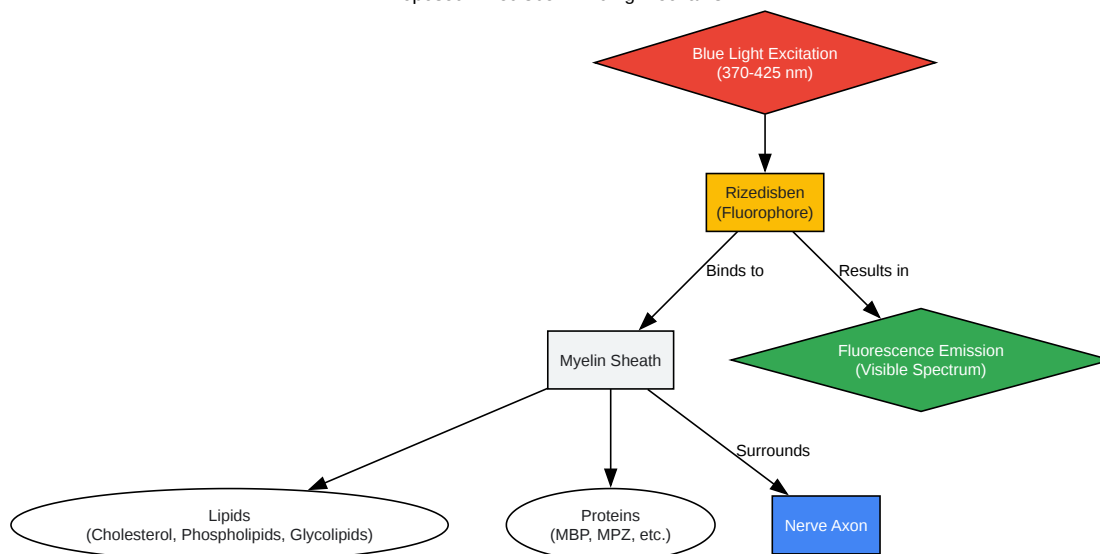 Blue Light Excitation
(370-425 nm)
Rizedisben
(Fluorophore)
Binds to
Results in
Myelin Sheath
Fluorescence Emission
(Visible Spectrum)
Surrounds
Lipids
(Cholesterol, Phospholipids, Glycolipids)
Proteins
(MBP, MPZ, etc.)
Nerve Axon